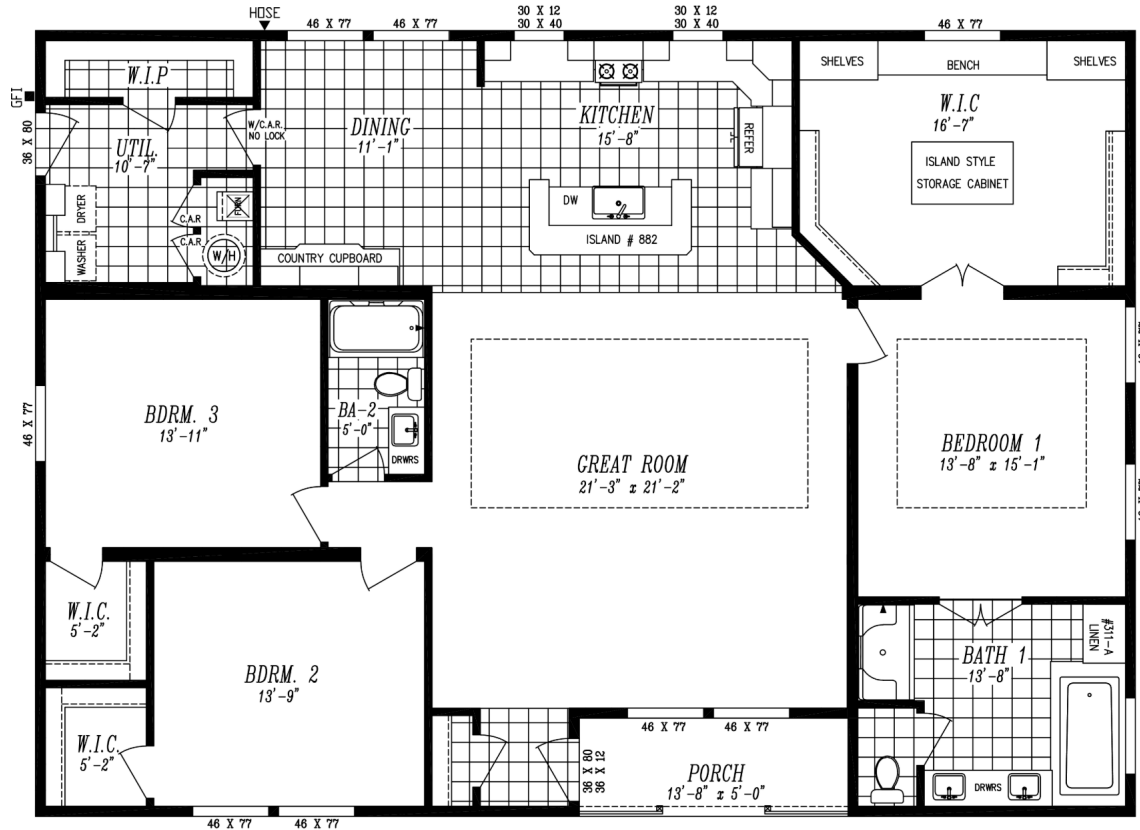 HOSE
46 X 77
46 X 77
30 X 12
30 X 40
30 X 12
30 X 40
46 X 77
W.I.P
GFI
36 X 80
UTIL.
10'-7"
W/C.A.R.
NO LOCK
DINING
11'-1"
KITCHEN
15'-8"
REFER
SHELVES
BENCH
SHELVES
W.I.C
16'-7"
ISLAND STYLE
STORAGE CABINET
DRYER
WASHER
C.A.R
C.A.R
FURN
W/H
COUNTRY CUPBOARD
DW
ISLAND # 882
BDRM. 3
13'-11"
46 X 77
BA-2
5'-0"
DRWRS
GREAT ROOM
21'-3" x 21'-2"
BEDROOM 1
13'-8" x 15'-1"
W.I.C.
5'-2"
BDRM. 2
13'-9"
W.I.C.
5'-2"
46 X 77
46 X 77
36 X 80
36 X 12
46 X 77
46 X 77
PORCH
13'-8" x 5'-0"
BATH 1
13'-8"
#311-A
LINEN
DRWRS